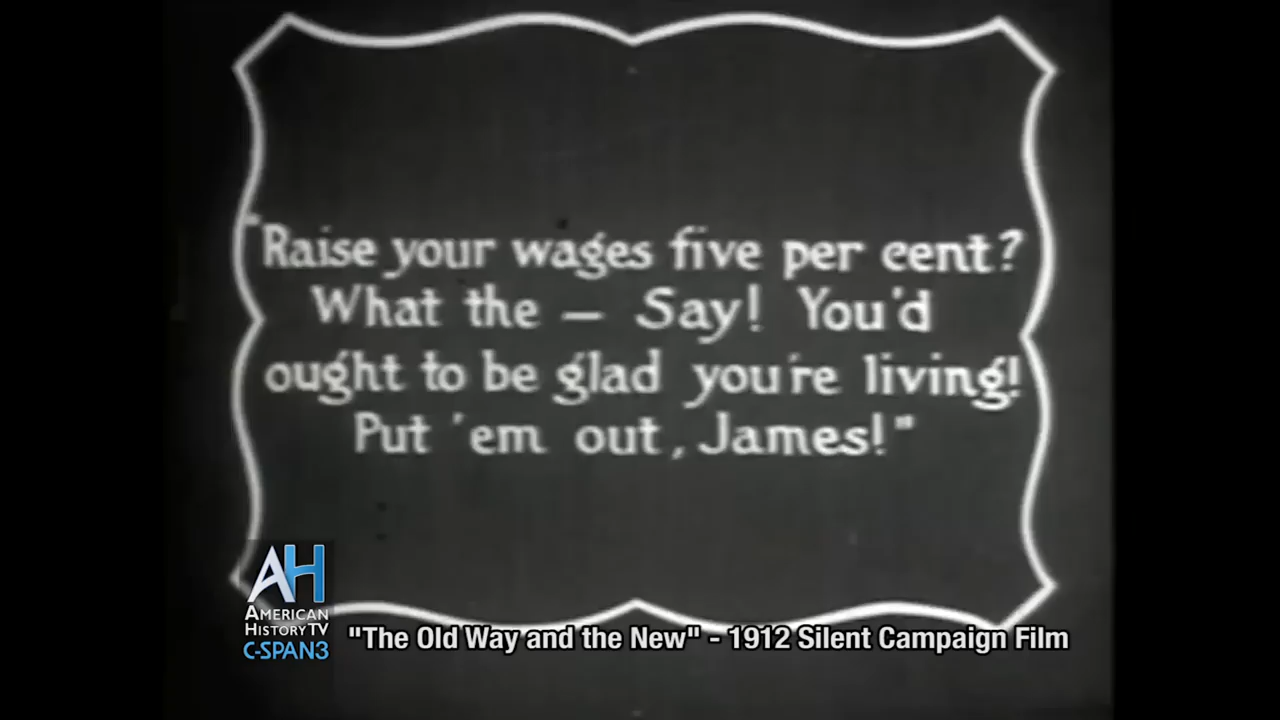 "Raise your wages five per cent?
What the — Say! You'd
ought to be glad you're living!
Put 'em out, James!"
AH
AMERICAN
HISTORY TV
C-SPAN3
"The Old Way and the New" - 1912 Silent Campaign Film